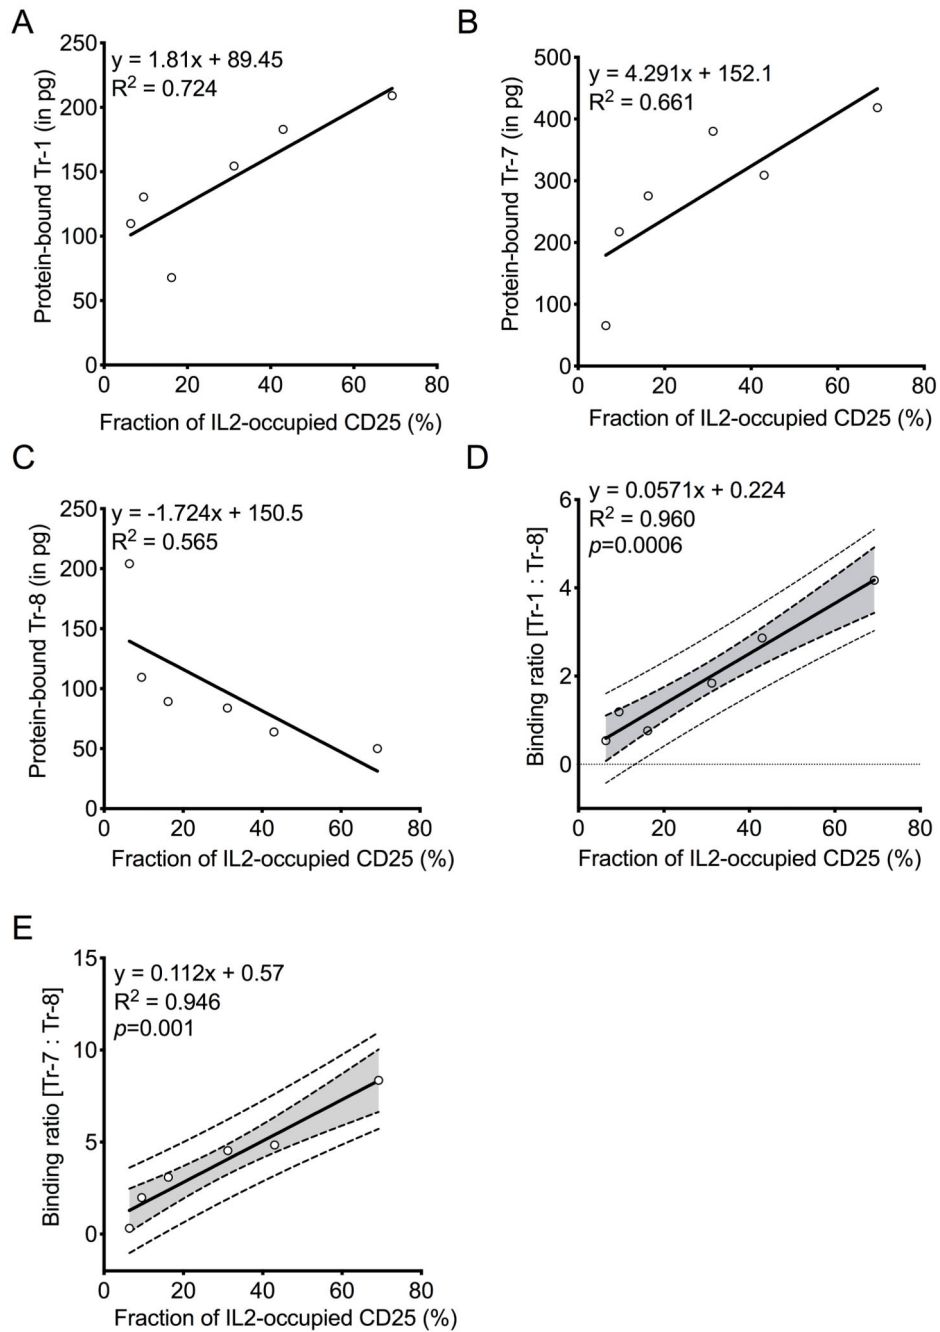 A
y = 1.81x + 89.45
R² = 0.724
Protein-bound Tr-1 (in pg)
250
200
150
100
50
0
0 20 40 60 80
Fraction of IL2-occupied CD25 (%)
B
y = 4.291x + 152.1
R² = 0.661
Protein-bound Tr-7 (in pg)
500
400
300
200
100
0
0 20 40 60 80
Fraction of IL2-occupied CD25 (%)
C
y = -1.724x + 150.5
R² = 0.565
Protein-bound Tr-8 (in pg)
250
200
150
100
50
0
0 20 40 60 80
Fraction of IL2-occupied CD25 (%)
D
y = 0.0571x + 0.224
R² = 0.960
p=0.0006
Binding ratio [Tr-1 : Tr-8]
6
4
2
0
0 20 40 60 80
Fraction of IL2-occupied CD25 (%)
E
y = 0.112x + 0.57
R² = 0.946
p=0.001
Binding ratio [Tr-7 : Tr-8]
15
10
5
0
0 20 40 60 80
Fraction of IL2-occupied CD25 (%)